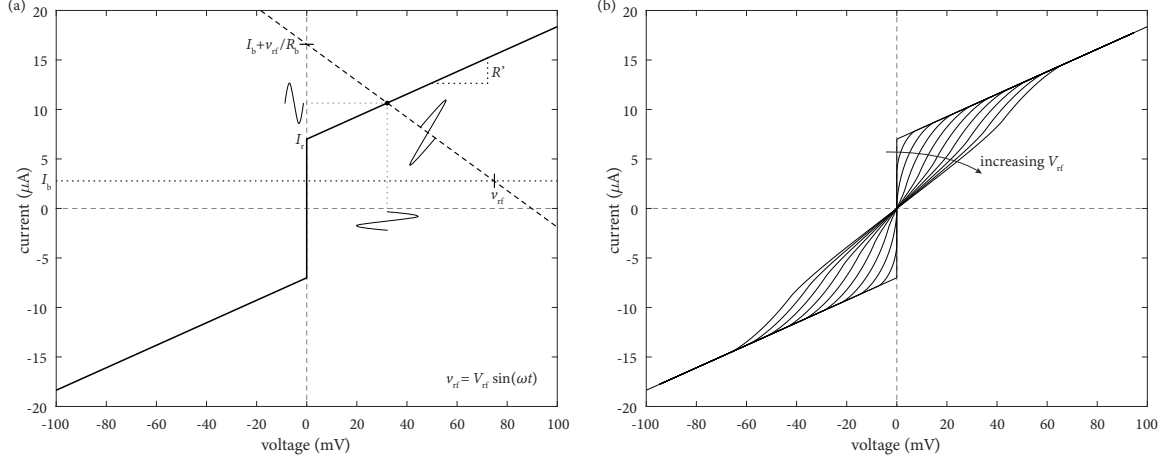 (a)
20
15
10
5
0
-5
-10
-15
-20
current (μA)
I_b+v_rf/R_b
R'
I_r
I_b
v_rf
v_rf = V_rf sin(ωt)
-100 -80 -60 -40 -20 0 20 40 60 80 100
voltage (mV)
(b)
20
15
10
5
0
-5
-10
-15
-20
current (μA)
increasing V_rf
-100 -80 -60 -40 -20 0 20 40 60 80 100
voltage (mV)